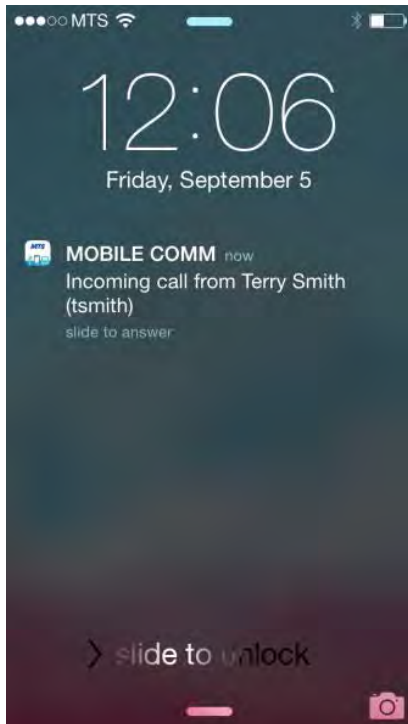 MTS
12:06
Friday, September 5
MTS
MOBILE COMM now
Incoming call from Terry Smith
(tsmith)
slide to answer
> slide to unlock